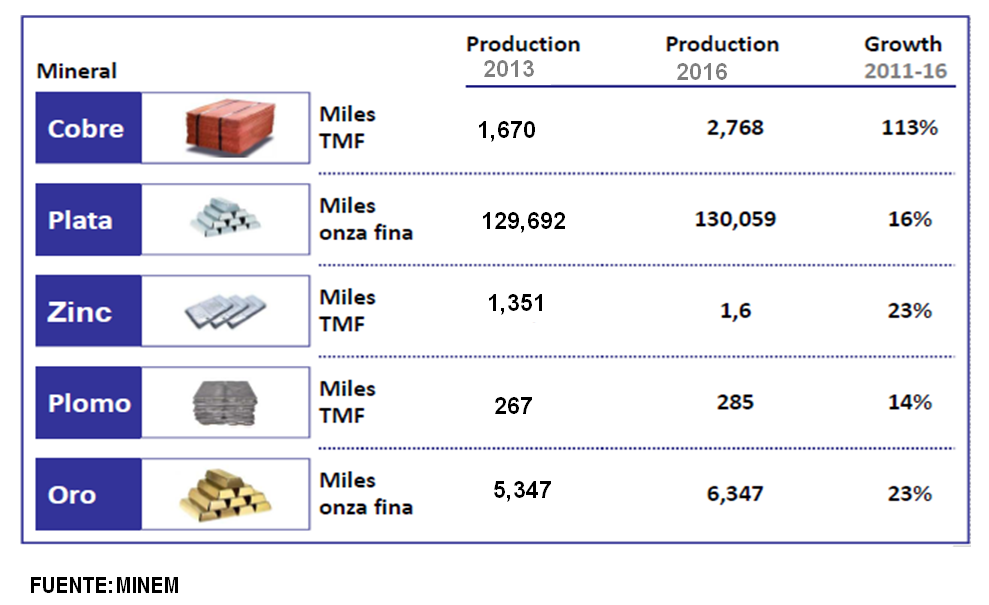 Mineral Production 2013 Production 2016 Growth 2011-16
Cobre Miles TMF 1,670 2,768 113%
Plata Miles onza fina 129,692 130,059 16%
Zinc Miles TMF 1,351 1,6 23%
Plomo Miles TMF 267 285 14%
Oro Miles onza fina 5,347 6,347 23%
FUENTE: MINEM